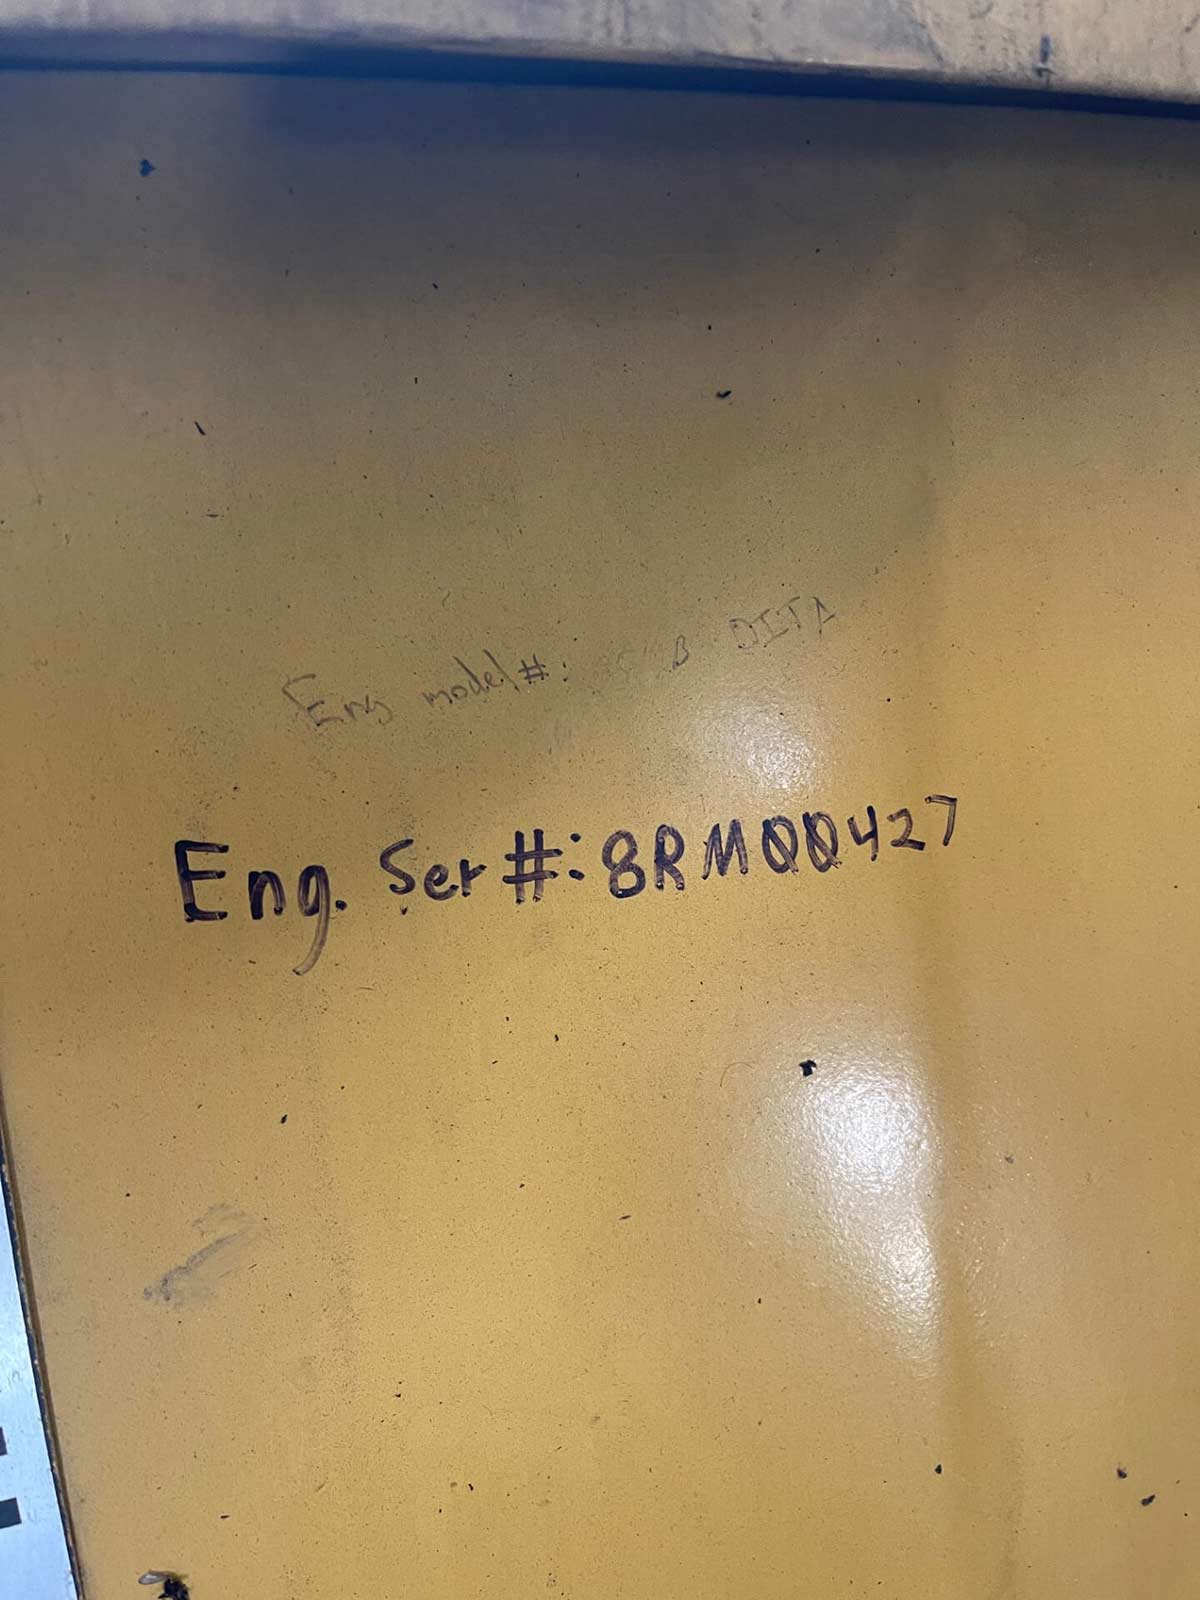 Eng model#: B DITA
Eng. Ser#: 8RM00427